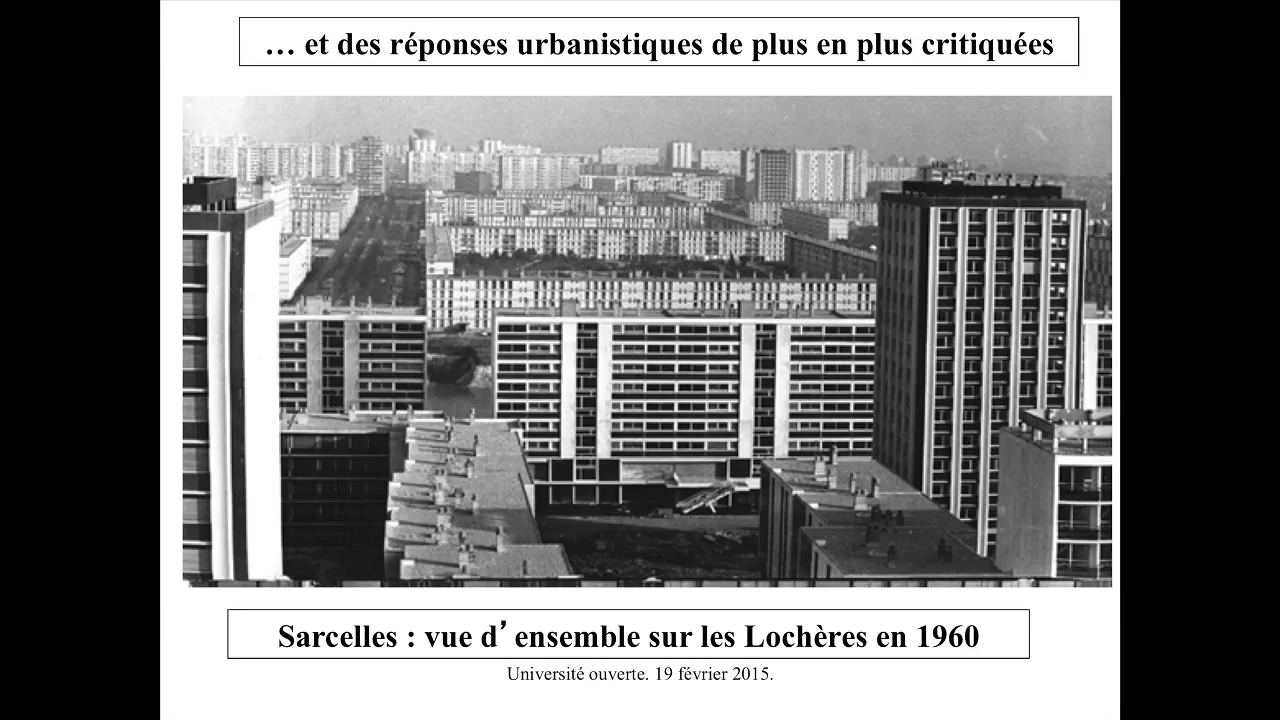 … et des réponses urbanistiques de plus en plus critiquées
Sarcelles : vue d’ensemble sur les Lochères en 1960
Université ouverte. 19 février 2015.